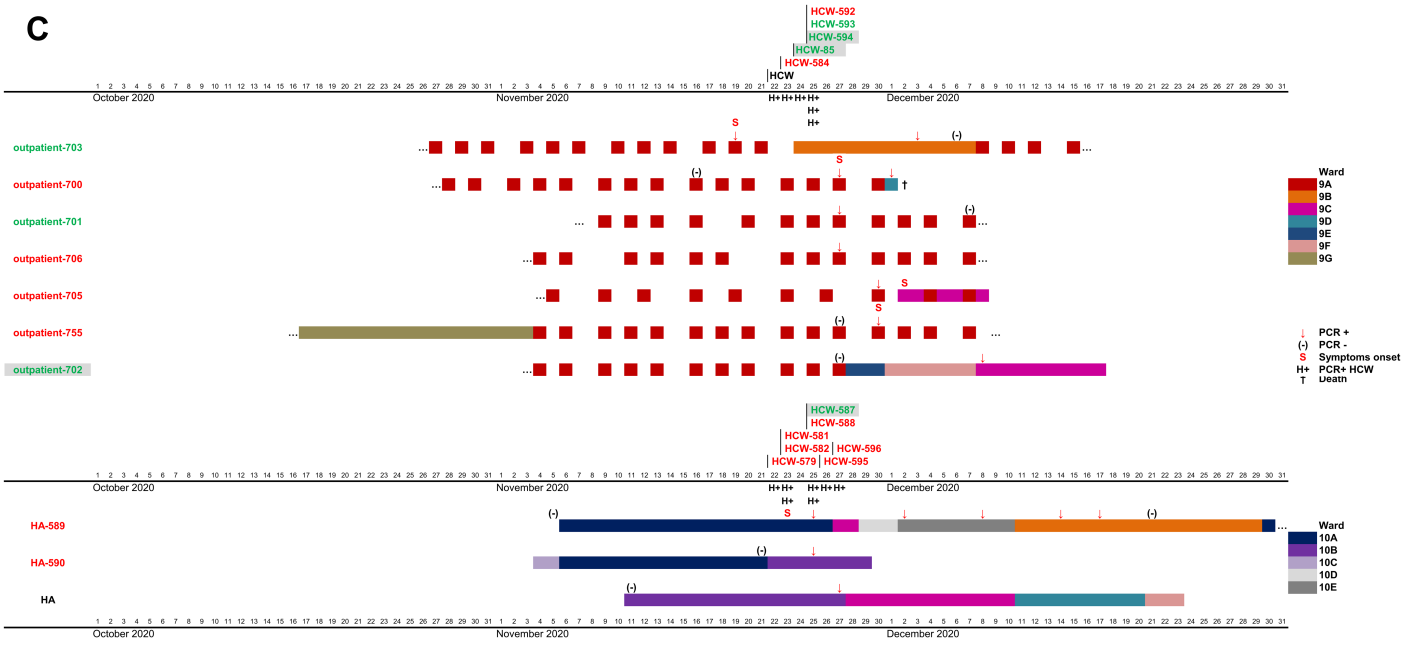 C
HCW-592
HCW-593
HCW-594
HCW-85
HCW-584
HCW
1 2 3 4 5 6 7 8 9 10 11 12 13 14 15 16 17 18 19 20 21 22 23 24 25 26 27 28 29 30 31 1 2 3 4 5 6 7 8 9 10 11 12 13 14 15 16 17 18 19 20 21 22 23 24 25 26 27 28 29 30 1 2 3 4 5 6 7 8 9 10 11 12 13 14 15 16 17 18 19 20 21 22 23 24 25 26 27 28 29 30 31
October 2020 November 2020 December 2020
H+ H+ H+ H+
H+
S H+
↓ ↓ (-)
outpatient-703 ... ...
S
(-) ↓ ↓
outpatient-700 ... †
↓ (-)
outpatient-701 ... ...
↓
outpatient-706 ... ...
↓ S
outpatient-705 ...
S
(-) ↓
outpatient-755 ... ...
(-) ↓
outpatient-702 ...
Ward
9A
9B
9C
9D
9E
9F
9G
↓ PCR +
(-) PCR -
S Symptoms onset
H+ PCR+ HCW
† Death
HCW-587
HCW-588
HCW-581
HCW-582 HCW-596
HCW-579 HCW-595
1 2 3 4 5 6 7 8 9 10 11 12 13 14 15 16 17 18 19 20 21 22 23 24 25 26 27 28 29 30 31 1 2 3 4 5 6 7 8 9 10 11 12 13 14 15 16 17 18 19 20 21 22 23 24 25 26 27 28 29 30 1 2 3 4 5 6 7 8 9 10 11 12 13 14 15 16 17 18 19 20 21 22 23 24 25 26 27 28 29 30 31
October 2020 November 2020 December 2020
H+ H+ H+ H+ H+
H+ H+
(-) S ↓ ↓ ↓ ↓ ↓ (-)
HA-589 ...
(-) ↓
HA-590
(-) ↓
HA
Ward
10A
10B
10C
10D
10E
1 2 3 4 5 6 7 8 9 10 11 12 13 14 15 16 17 18 19 20 21 22 23 24 25 26 27 28 29 30 31 1 2 3 4 5 6 7 8 9 10 11 12 13 14 15 16 17 18 19 20 21 22 23 24 25 26 27 28 29 30 1 2 3 4 5 6 7 8 9 10 11 12 13 14 15 16 17 18 19 20 21 22 23 24 25 26 27 28 29 30 31
October 2020 November 2020 December 2020